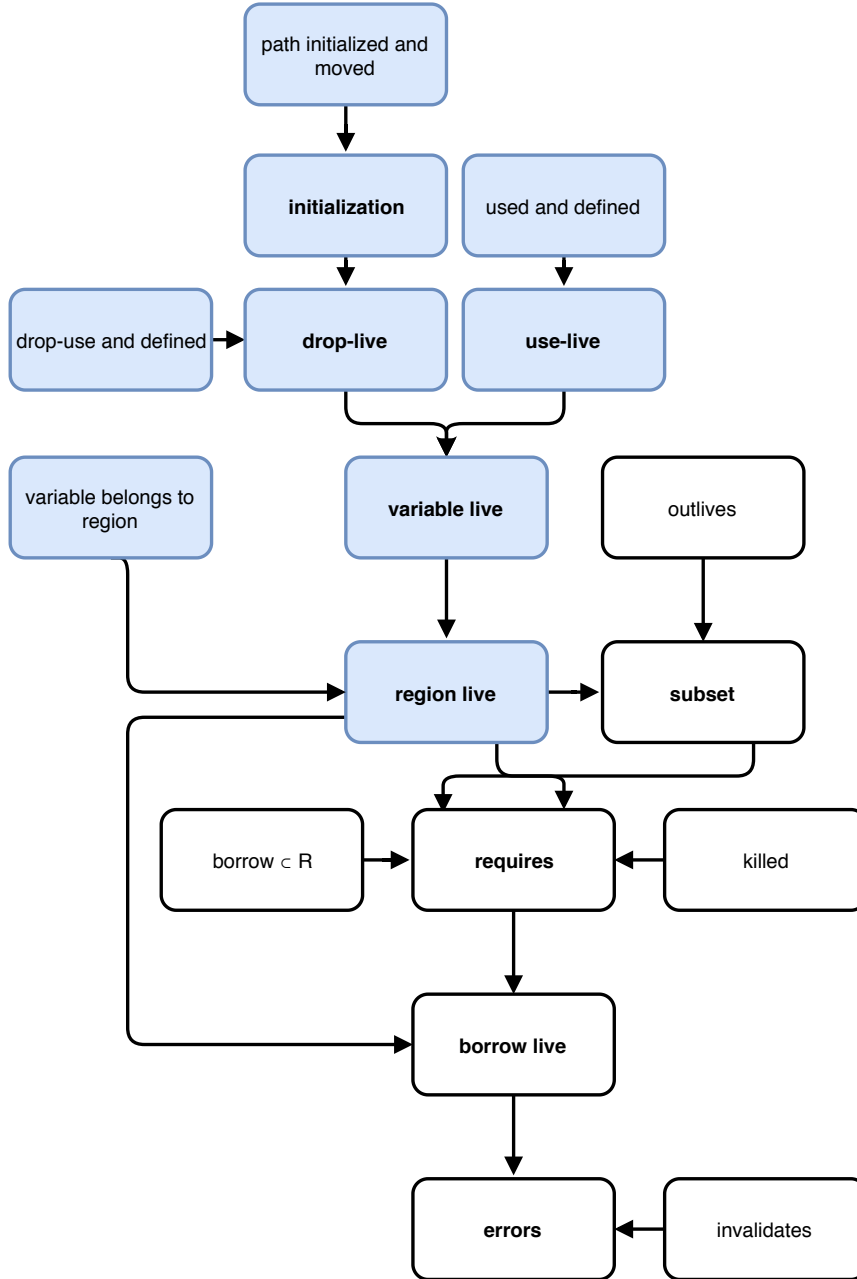 path initialized and
moved
initialization
used and defined
drop-use and defined
drop-live
use-live
variable belongs to
region
variable live
outlives
region live
subset
borrow ⊂ R
requires
killed
borrow live
errors
invalidates